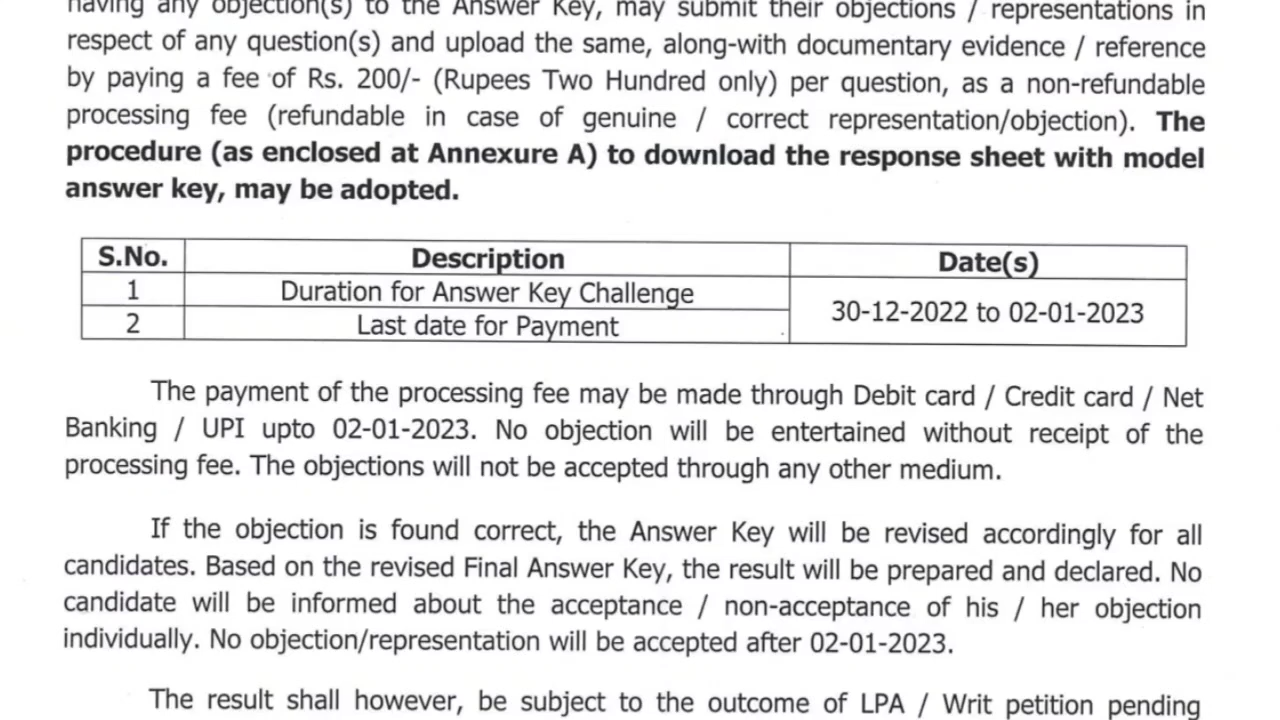 having any objection(s) to the Answer Key, may submit their objections / representations in
respect of any question(s) and upload the same, along-with documentary evidence / reference
by paying a fee of Rs. 200/- (Rupees Two Hundred only) per question, as a non-refundable
processing fee (refundable in case of genuine / correct representation/objection). The
procedure (as enclosed at Annexure A) to download the response sheet with model
answer key, may be adopted.
S.No. Description Date(s)
1 Duration for Answer Key Challenge
30-12-2022 to 02-01-2023
2 Last date for Payment
The payment of the processing fee may be made through Debit card / Credit card / Net
Banking / UPI upto 02-01-2023. No objection will be entertained without receipt of the
processing fee. The objections will not be accepted through any other medium.
If the objection is found correct, the Answer Key will be revised accordingly for all
candidates. Based on the revised Final Answer Key, the result will be prepared and declared. No
candidate will be informed about the acceptance / non-acceptance of his / her objection
individually. No objection/representation will be accepted after 02-01-2023.
The result shall however, be subject to the outcome of LPA / Writ petition pending